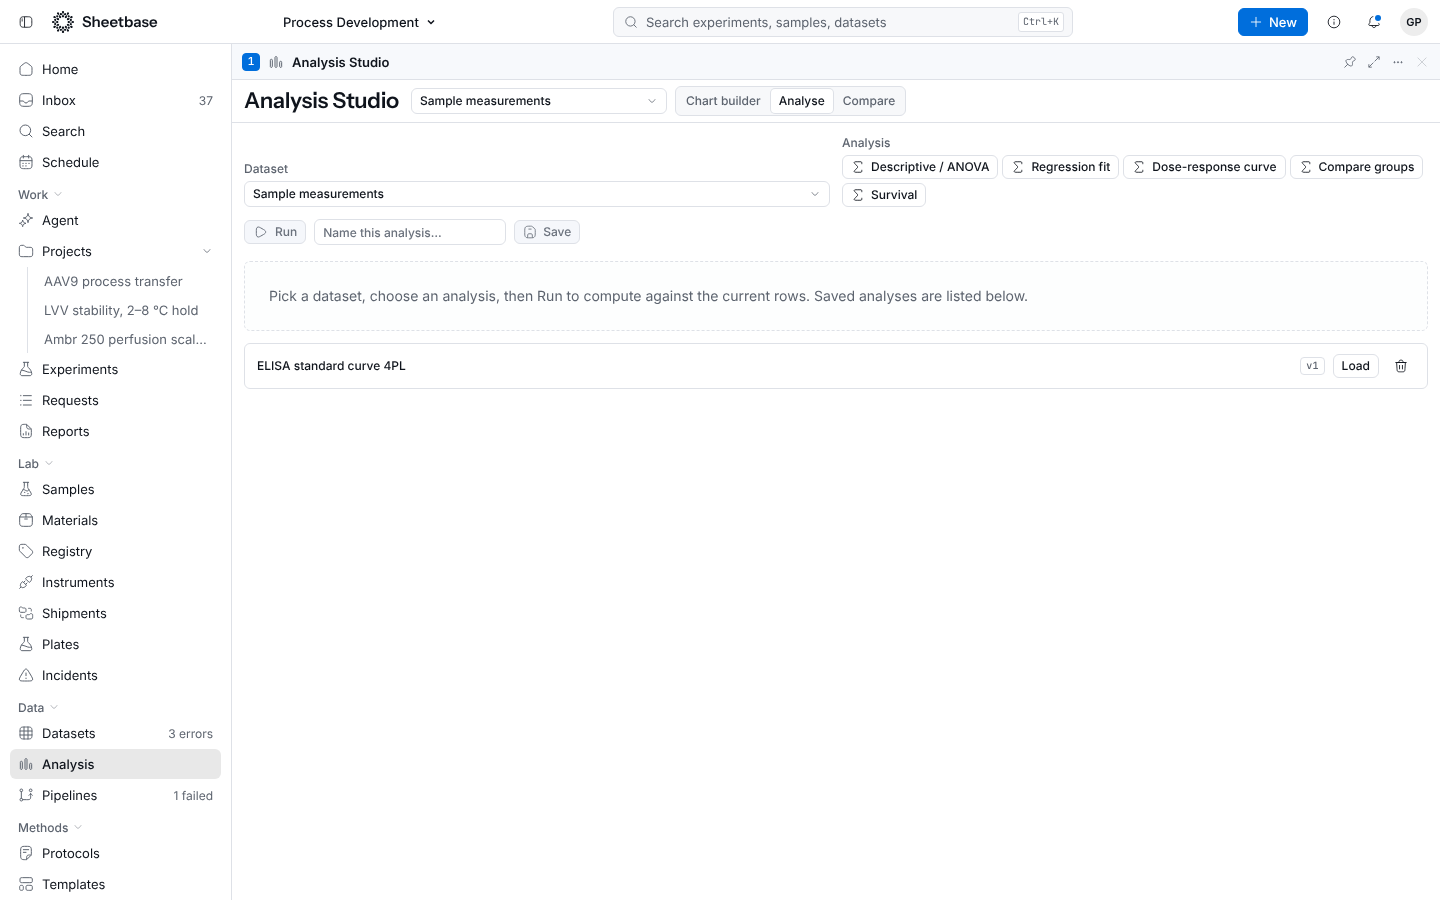 Sheetbase
Process Development
Search experiments, samples, datasets
Ctrl+K
New
GP
Home
Inbox 37
Search
Schedule
Work
Agent
Projects
AAV9 process transfer
LVV stability, 2–8 °C hold
Ambr 250 perfusion scal...
Experiments
Requests
Reports
Lab
Samples
Materials
Registry
Instruments
Shipments
Plates
Incidents
Data
Datasets 3 errors
Analysis
Pipelines 1 failed
Methods
Protocols
Templates
1 Analysis Studio
Analysis Studio
Sample measurements
Chart builder Analyse Compare
Dataset
Sample measurements
Analysis
Descriptive / ANOVA Regression fit Dose-response curve Compare groups
Survival
Run Name this analysis... Save
Pick a dataset, choose an analysis, then Run to compute against the current rows. Saved analyses are listed below.
ELISA standard curve 4PL v1 Load